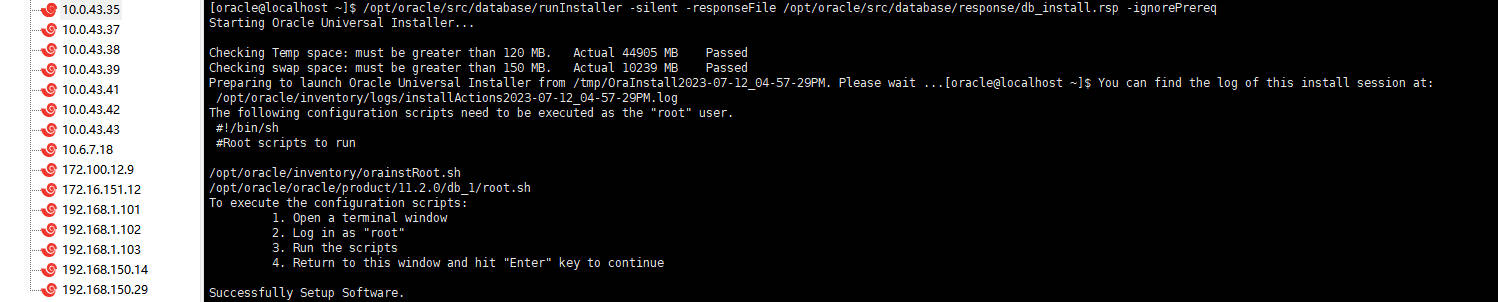 10.0.43.35
10.0.43.37
10.0.43.38
10.0.43.39
10.0.43.41
10.0.43.42
10.0.43.43
10.6.7.18
172.100.12.9
172.16.151.12
192.168.1.101
192.168.1.102
192.168.1.103
192.168.150.14
192.168.150.29
[oracle@localhost ~]$ /opt/oracle/src/database/runInstaller -silent -responseFile /opt/oracle/src/database/response/db_install.rsp -ignorePrereq
Starting Oracle Universal Installer...
Checking Temp space: must be greater than 120 MB.   Actual 44905 MB    Passed
Checking swap space: must be greater than 150 MB.   Actual 10239 MB    Passed
Preparing to launch Oracle Universal Installer from /tmp/OraInstall2023-07-12_04-57-29PM. Please wait ...[oracle@localhost ~]$ You can find the log of this install session at:
 /opt/oracle/inventory/logs/installActions2023-07-12_04-57-29PM.log
The following configuration scripts need to be executed as the "root" user.
 #!/bin/sh
 #Root scripts to run
/opt/oracle/inventory/orainstRoot.sh
/opt/oracle/oracle/product/11.2.0/db_1/root.sh
To execute the configuration scripts:
         1. Open a terminal window
         2. Log in as "root"
         3. Run the scripts
         4. Return to this window and hit "Enter" key to continue
Successfully Setup Software.